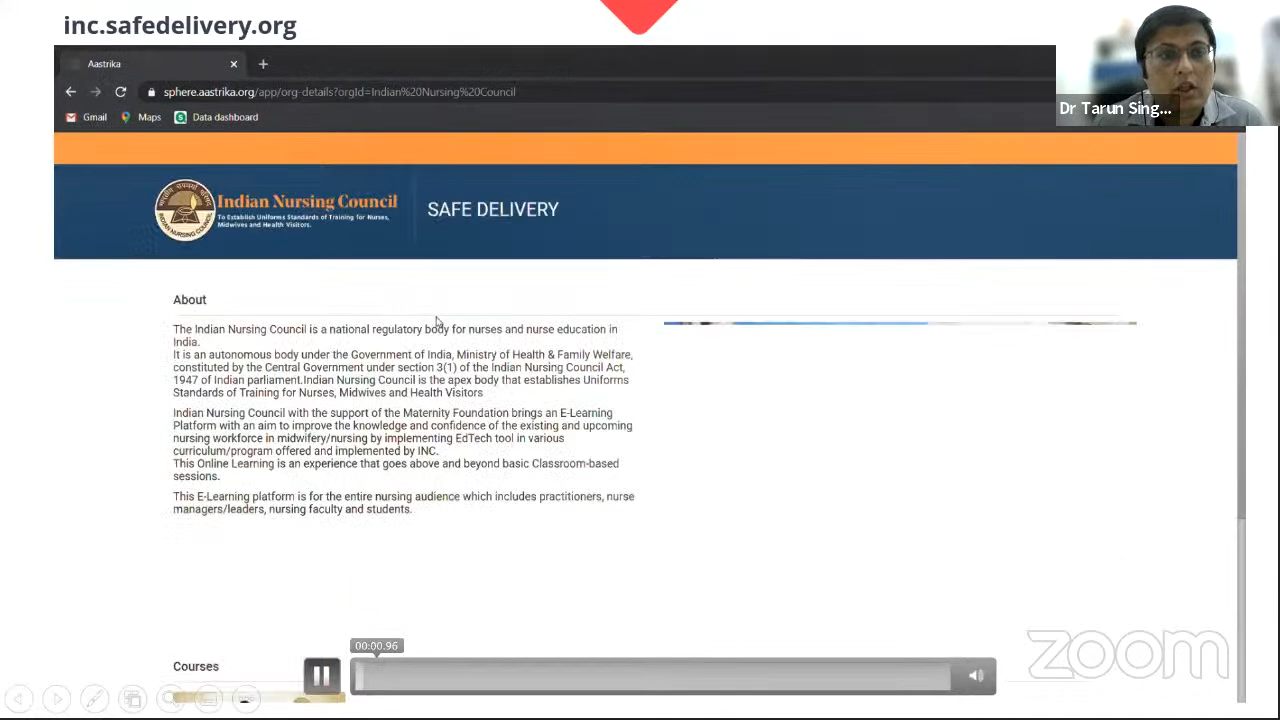 inc.safedelivery.org
Aastrika
sphere.aastrika.org/app/org-details?orgId=Indian%20Nursing%20Council
Gmail
Maps
Data dashboard
Dr Tarun Sing...
Indian Nursing Council
To Establish Uniforms Standards of Training for Nurses,
Midwives and Health Visitors.
SAFE DELIVERY
About
The Indian Nursing Council is a national regulatory body for nurses and nurse education in
India.
It is an autonomous body under the Government of India, Ministry of Health & Family Welfare,
constituted by the Central Government under section 3(1) of the Indian Nursing Council Act,
1947 of Indian parliament.Indian Nursing Council is the apex body that establishes Uniforms
Standards of Training for Nurses, Midwives and Health Visitors
Indian Nursing Council with the support of the Maternity Foundation brings an E-Learning
Platform with an aim to improve the knowledge and confidence of the existing and upcoming
nursing workforce in midwifery/nursing by implementing EdTech tool in various
curriculum/program offered and implemented by INC.
This Online Learning is an experience that goes above and beyond basic Classroom-based
sessions.
This E-Learning platform is for the entire nursing audience which includes practitioners, nurse
managers/leaders, nursing faculty and students.
00:00.96
Courses
zoom